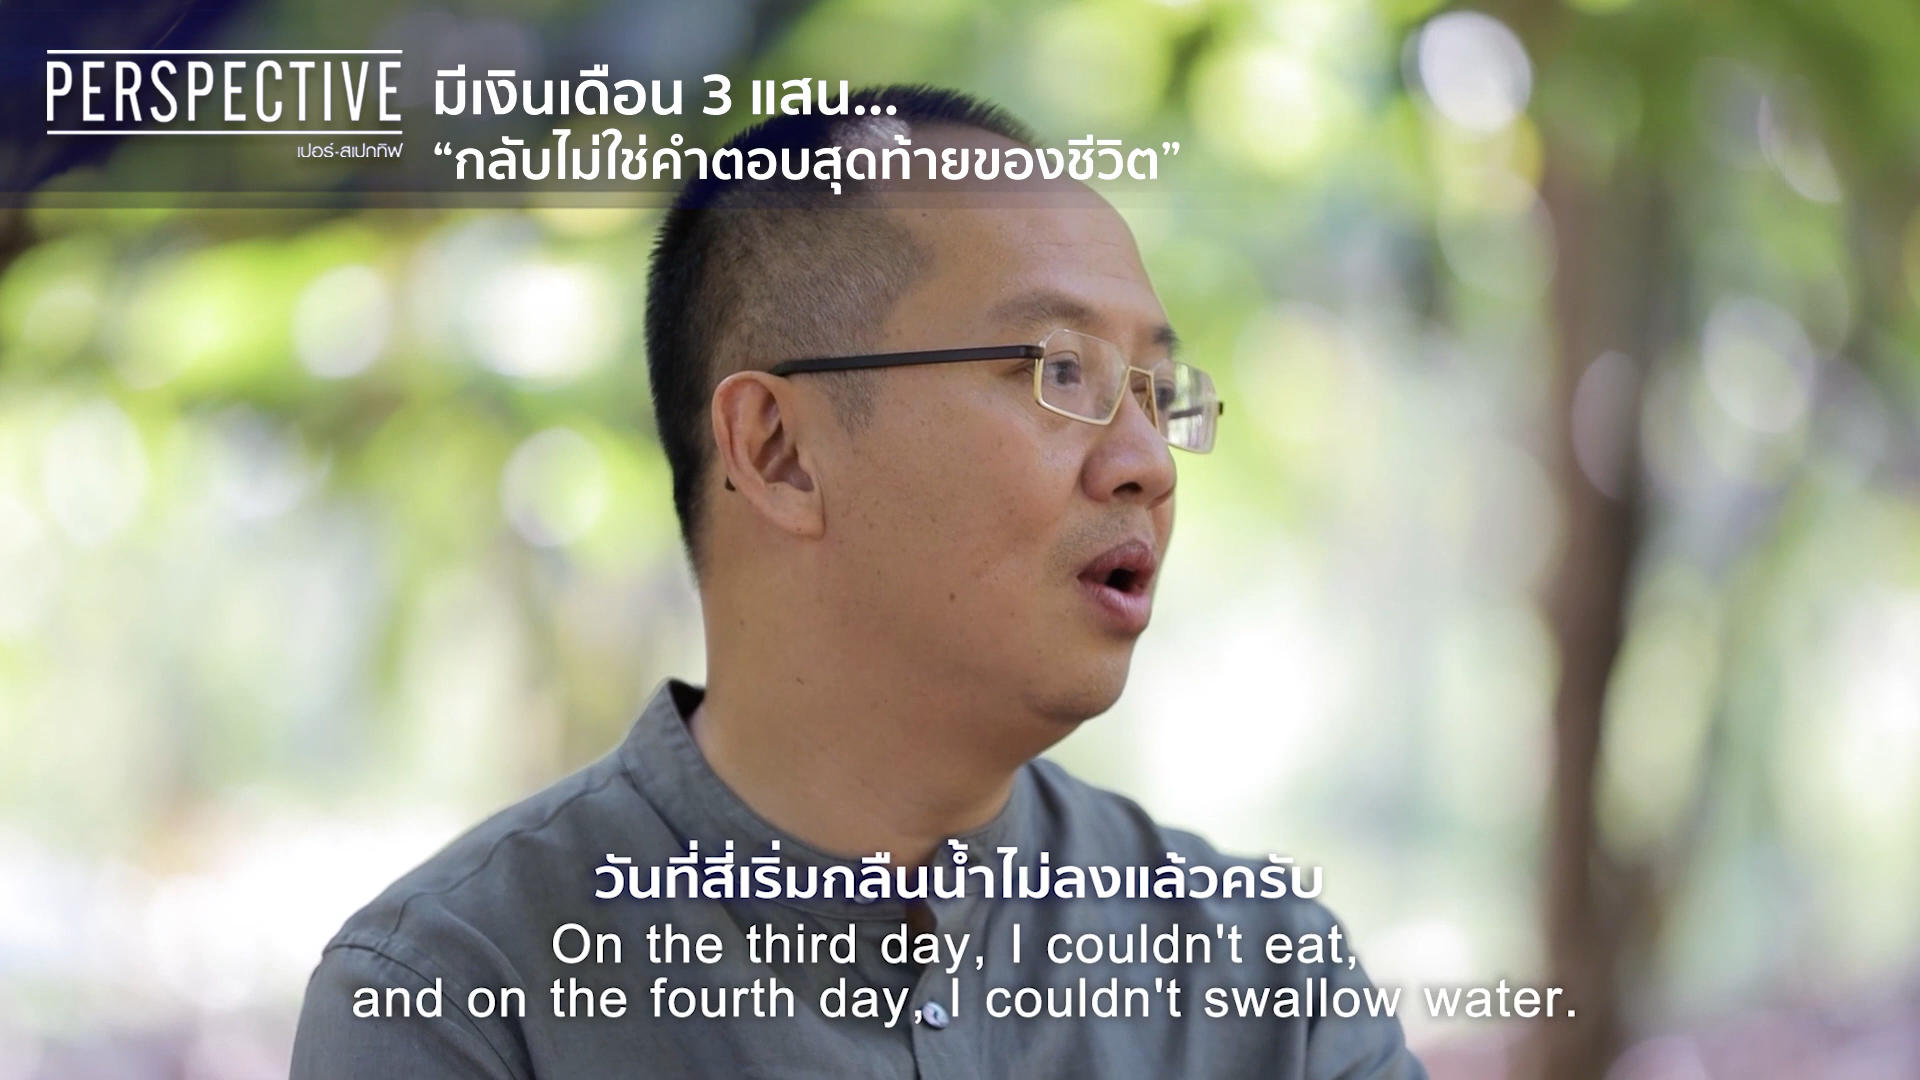 PERSPECTIVE
เปอร์-สเปกทิฟ
มีเงินเดือน 3 แสน...
“กลับไม่ใช่คำตอบสุดท้ายของชีวิต”
วันที่สี่เริ่มกลืนน้ำไม่ลงแล้วครับ
On the third day, I couldn't eat,
and on the fourth day, I couldn't swallow water.